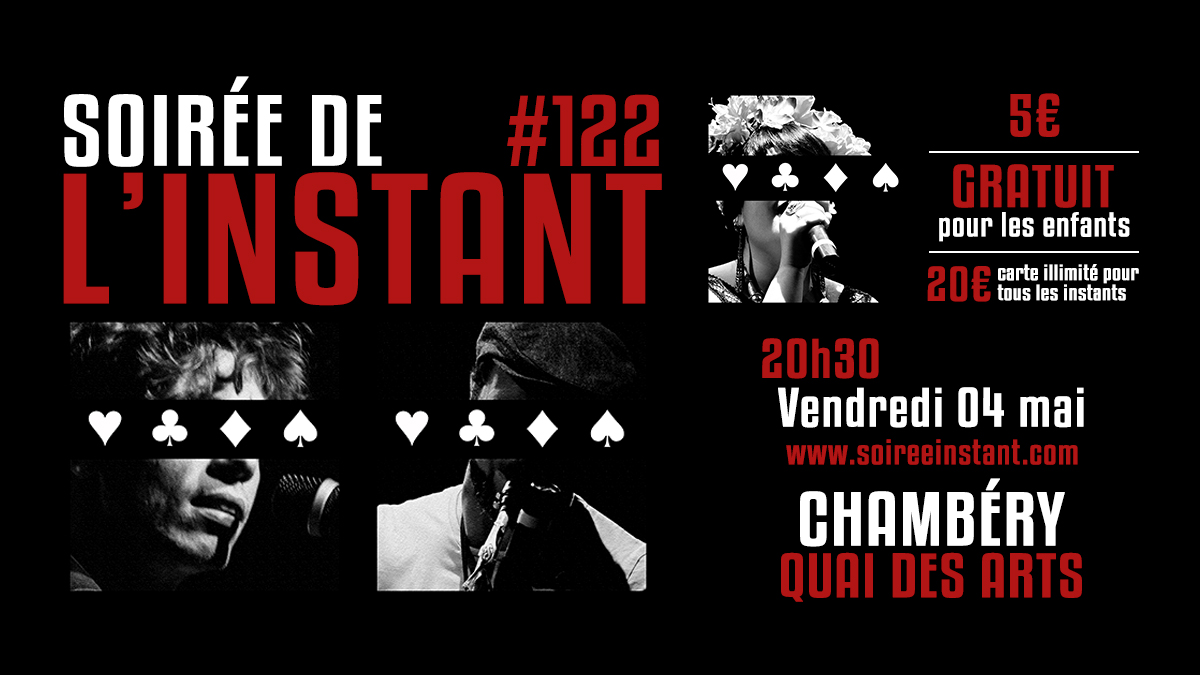 SOIRÉE DE #122
L'INSTANT
5€
GRATUIT
pour les enfants
20€ carte illimité pour
tous les instants
20h30
Vendredi 04 mai
www.soireeinstant.com
CHAMBÉRY
QUAI DES ARTS